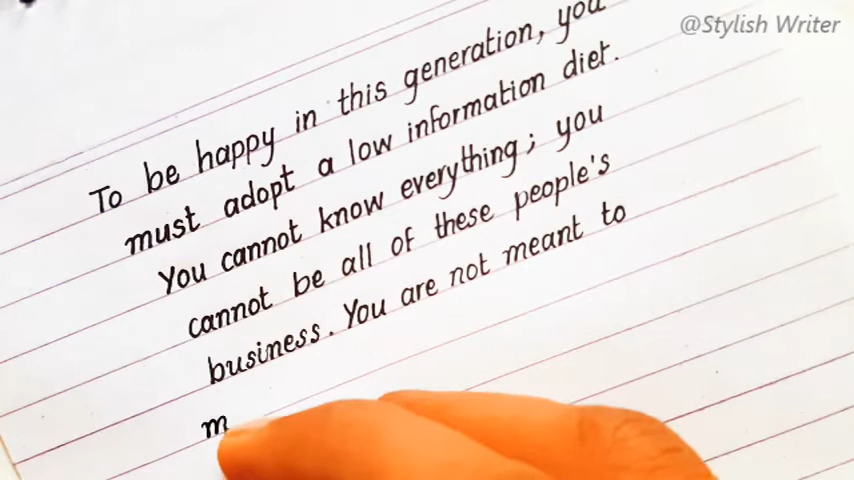 @Stylish Writer
To be happy in this generation, you
must adopt a low information diet.
You cannot know everything; you
cannot be all of these people's
business. You are not meant to
m